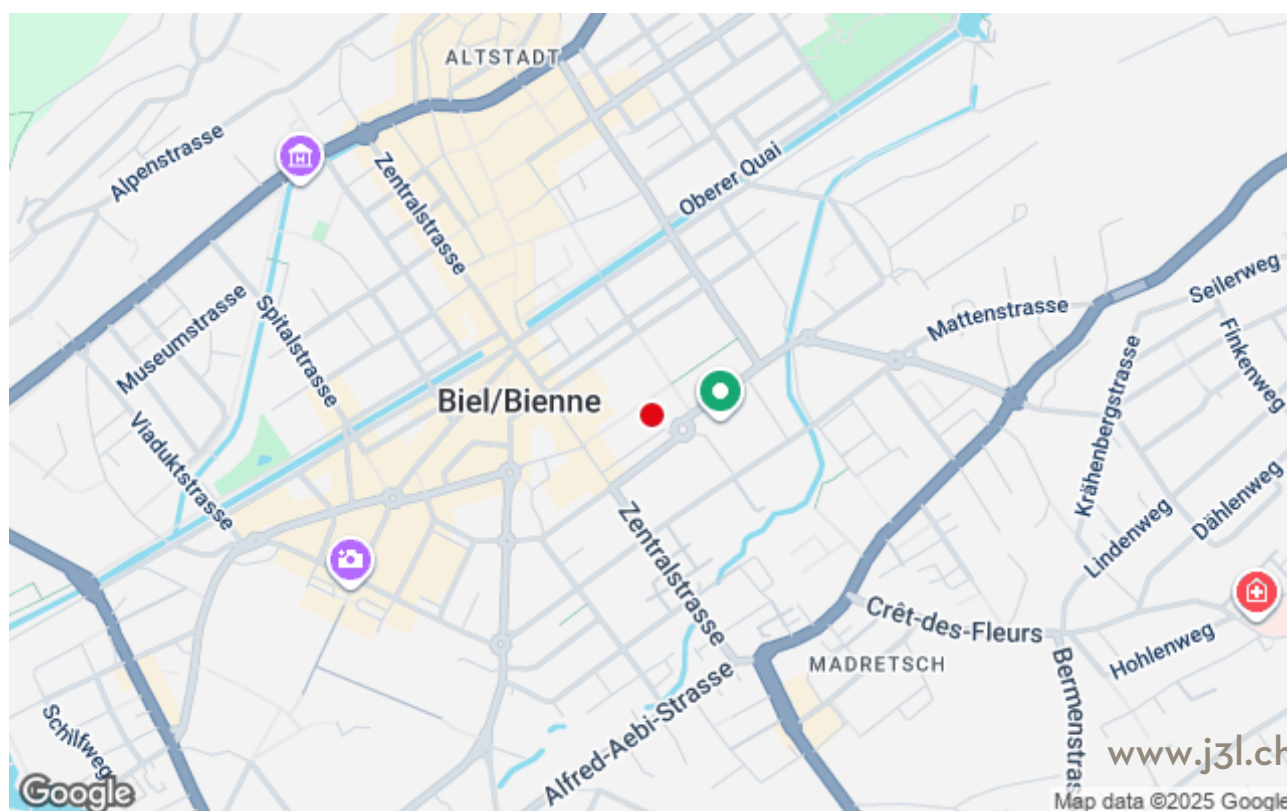 ALTSTADT
Alpenstrasse
Zentralstrasse
Oberer Quai
Seilerweg
Finkenweg
Mattenstrasse
Museumstrasse
Spitalstrasse
Biel/Bienne
Krähenbergstrasse
Viaduktstrasse
Dählenweg
Lindenweg
Zentralstrasse
Crêt-des-Fleurs
Hohlenweg
MADRETSCH
Bermenstras
Alfred-Aebi-Strasse
Schilfweg
www.j3l.ch
Google
Map data ©2025 Google